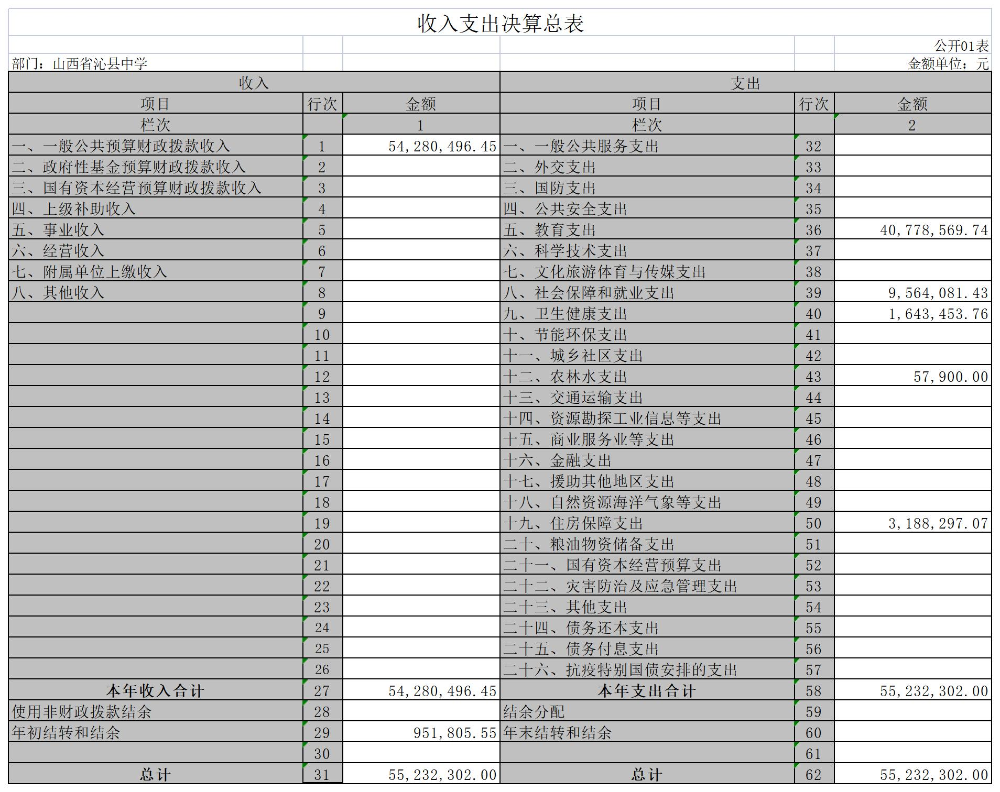 收入支出决算总表
公开01表
部门：山西省沁县中学 金额单位：元
收入 支出
项目 行次 金额 项目 行次 金额
栏次 1 栏次 2
一、一般公共预算财政拨款收入 1 54,280,496.45 一、一般公共服务支出 32
二、政府性基金预算财政拨款收入 2 二、外交支出 33
三、国有资本经营预算财政拨款收入 3 三、国防支出 34
四、上级补助收入 4 四、公共安全支出 35
五、事业收入 5 五、教育支出 36 40,778,569.74
六、经营收入 6 六、科学技术支出 37
七、附属单位上缴收入 7 七、文化旅游体育与传媒支出 38
八、其他收入 8 八、社会保障和就业支出 39 9,564,081.43
9 九、卫生健康支出 40 1,643,453.76
10 十、节能环保支出 41
11 十一、城乡社区支出 42
12 十二、农林水支出 43 57,900.00
13 十三、交通运输支出 44
14 十四、资源勘探工业信息等支出 45
15 十五、商业服务业等支出 46
16 十六、金融支出 47
17 十七、援助其他地区支出 48
18 十八、自然资源海洋气象等支出 49
19 十九、住房保障支出 50 3,188,297.07
20 二十、粮油物资储备支出 51
21 二十一、国有资本经营预算支出 52
22 二十二、灾害防治及应急管理支出 53
23 二十三、其他支出 54
24 二十四、债务还本支出 55
25 二十五、债务付息支出 56
26 二十六、抗疫特别国债安排的支出 57
本年收入合计 27 54,280,496.45 本年支出合计 58 55,232,302.00
使用非财政拨款结余 28 结余分配 59
年初结转和结余 29 951,805.55 年末结转和结余 60
30 61
总计 31 55,232,302.00 总计 62 55,232,302.00